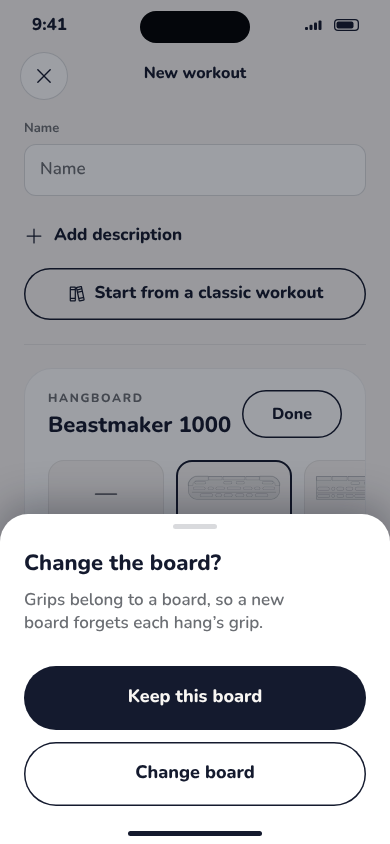 9:41
New workout
Name
Name
Add description
Start from a classic workout
HANGBOARD
Beastmaker 1000
Done
Change the board?
Grips belong to a board, so a new
board forgets each hang’s grip.
Keep this board
Change board